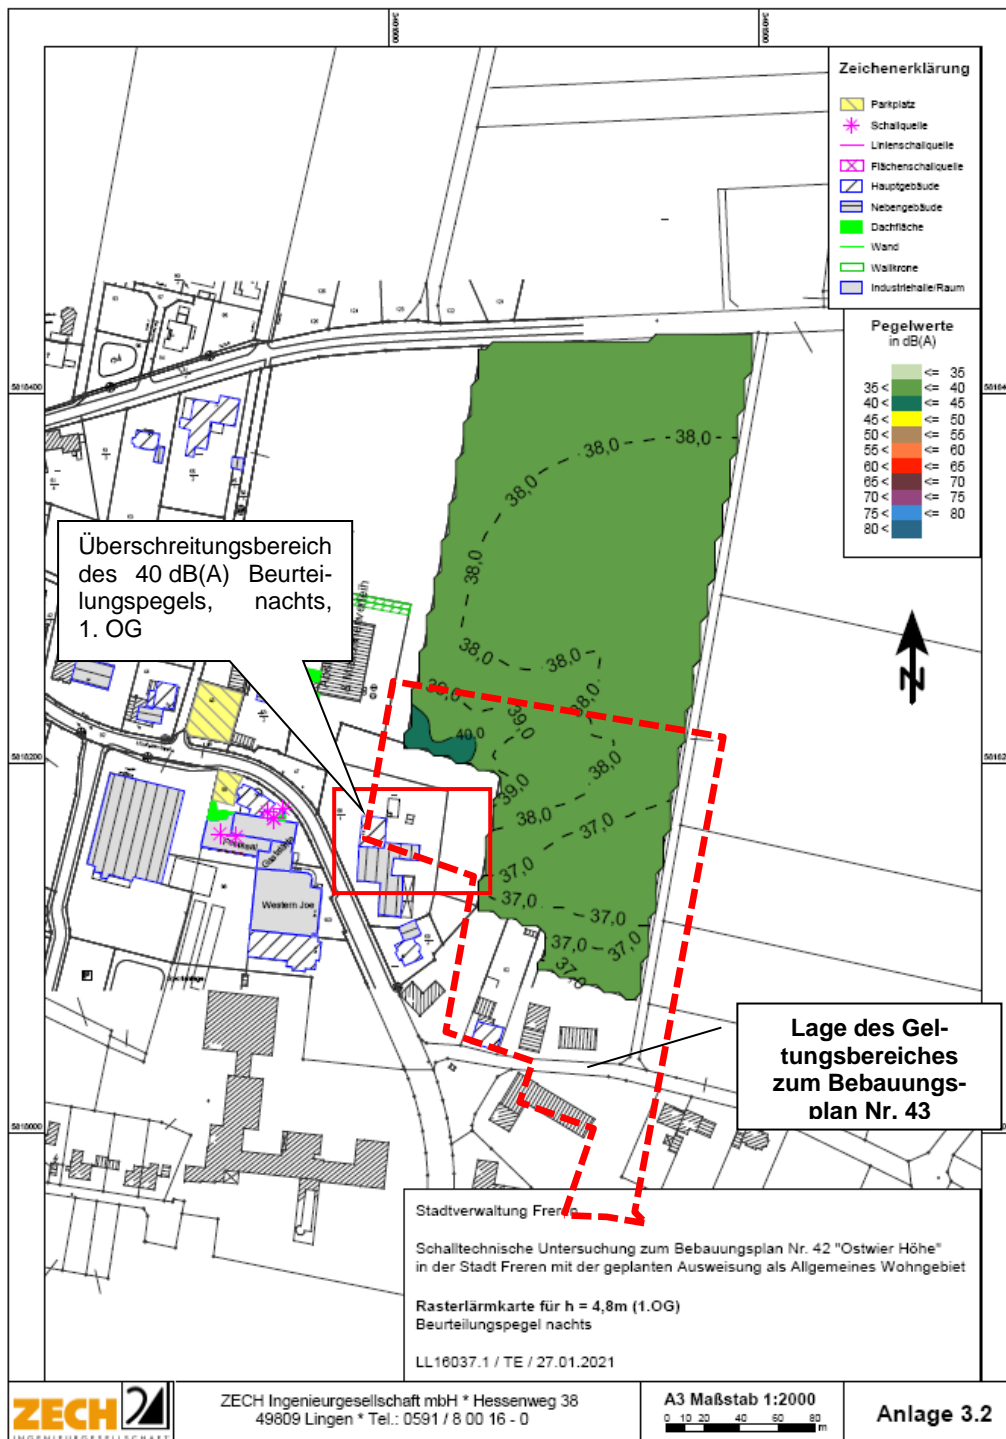 3401000
3401200
Zeichenerklärung
Parkplatz
Schallquelle
Linienschallquelle
Flächenschallquelle
Hauptgebäude
Nebengebäude
Dachfläche
Wand
Wallkrone
Industriehalle/Raum
Pegelwerte
in dB(A)
<= 35
35 < <= 40
40 < <= 45
45 < <= 50
50 < <= 55
55 < <= 60
60 < <= 65
65 < <= 70
70 < <= 75
75 < <= 80
80 <
5818400
38,0
38,0
38,0
38,0
38,0
38,0
38,0
39,0
39,0
40,0
38,0
39,0
38,0
37,0
37,0
37,0
37,0
37,0
37,0
37,0
Überschreitungsbereich
des 40 dB(A) Beurtei-
lungspegels, nachts,
1. OG
N
5818200
Western Joe
Lage des Gel-
tungsbereiches
zum Bebauungs-
plan Nr. 43
5818000
Stadtverwaltung Freren
Schalltechnische Untersuchung zum Bebauungsplan Nr. 42 "Ostwier Höhe"
in der Stadt Freren mit der geplanten Ausweisung als Allgemeines Wohngebiet
Rasterlärmkarte für h = 4,8m (1.OG)
Beurteilungspegel nachts
LL16037.1 / TE / 27.01.2021
ZECH
INGENIEURGESELLSCHAFT
ZECH Ingenieurgesellschaft mbH * Hessenweg 38
49809 Lingen * Tel.: 0591 / 8 00 16 - 0
A3 Maßstab 1:2000
0 10 20 40 60 80
m
Anlage 3.2